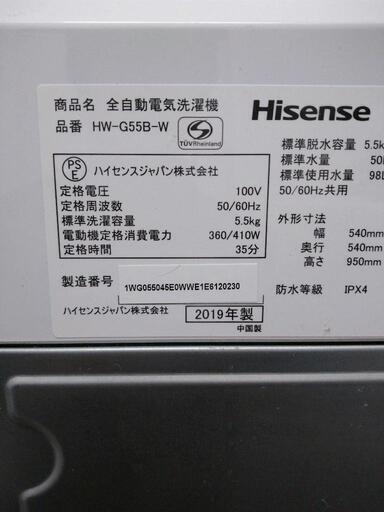 商品名 全自動電気洗濯機
Hisense
品番 HW-G55B-W
TÜVRheinland
PS
E
ハイセンスジャパン株式会社
定格電圧 100V
定格周波数 50/60Hz
標準洗濯容量 5.5kg
電動機定格消費電力 360/410W
定格時間 35分
標準脱水容量 5.5k
標準水量 50
標準使用水量 98
50/60Hz共用
外形寸法
幅 540mm
奥行 540mm
高さ 950mm
防水等級 IPX4
製造番号 1WG055045E0WWE1E6120230
ハイセンスジャパン株式会社 2019年製
中国製